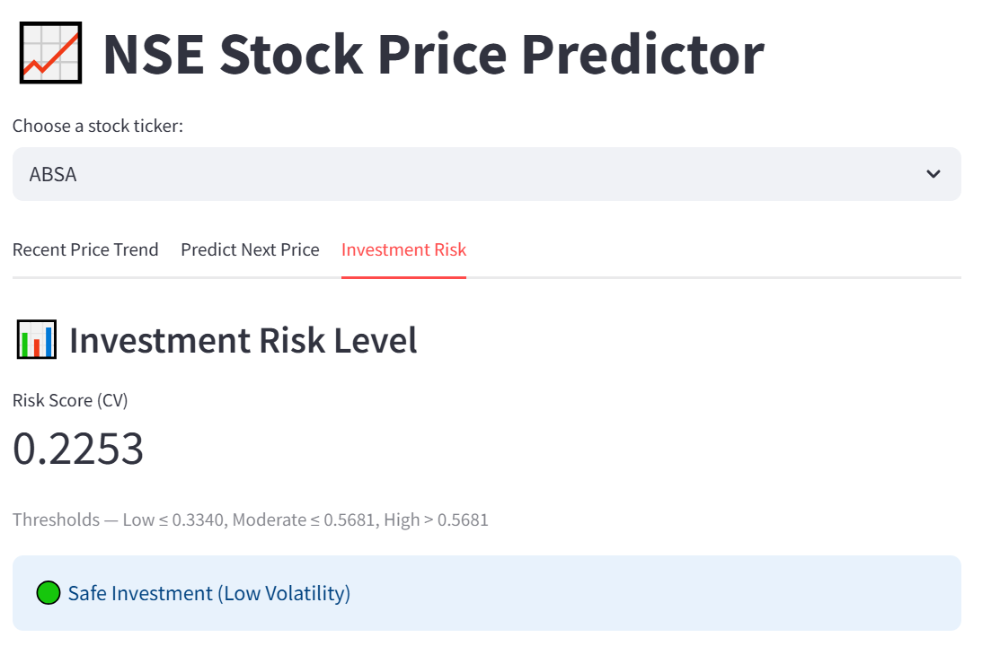 NSE Stock Price Predictor
Choose a stock ticker:
ABSA
Recent Price Trend Predict Next Price Investment Risk
Investment Risk Level
Risk Score (CV)
0.2253
Thresholds — Low ≤ 0.3340, Moderate ≤ 0.5681, High > 0.5681
Safe Investment (Low Volatility)